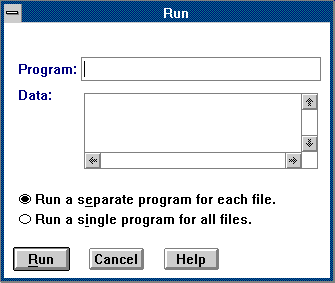 Run
Program:
Data:
Run a separate program for each file.
Run a single program for all files.
Run Cancel Help